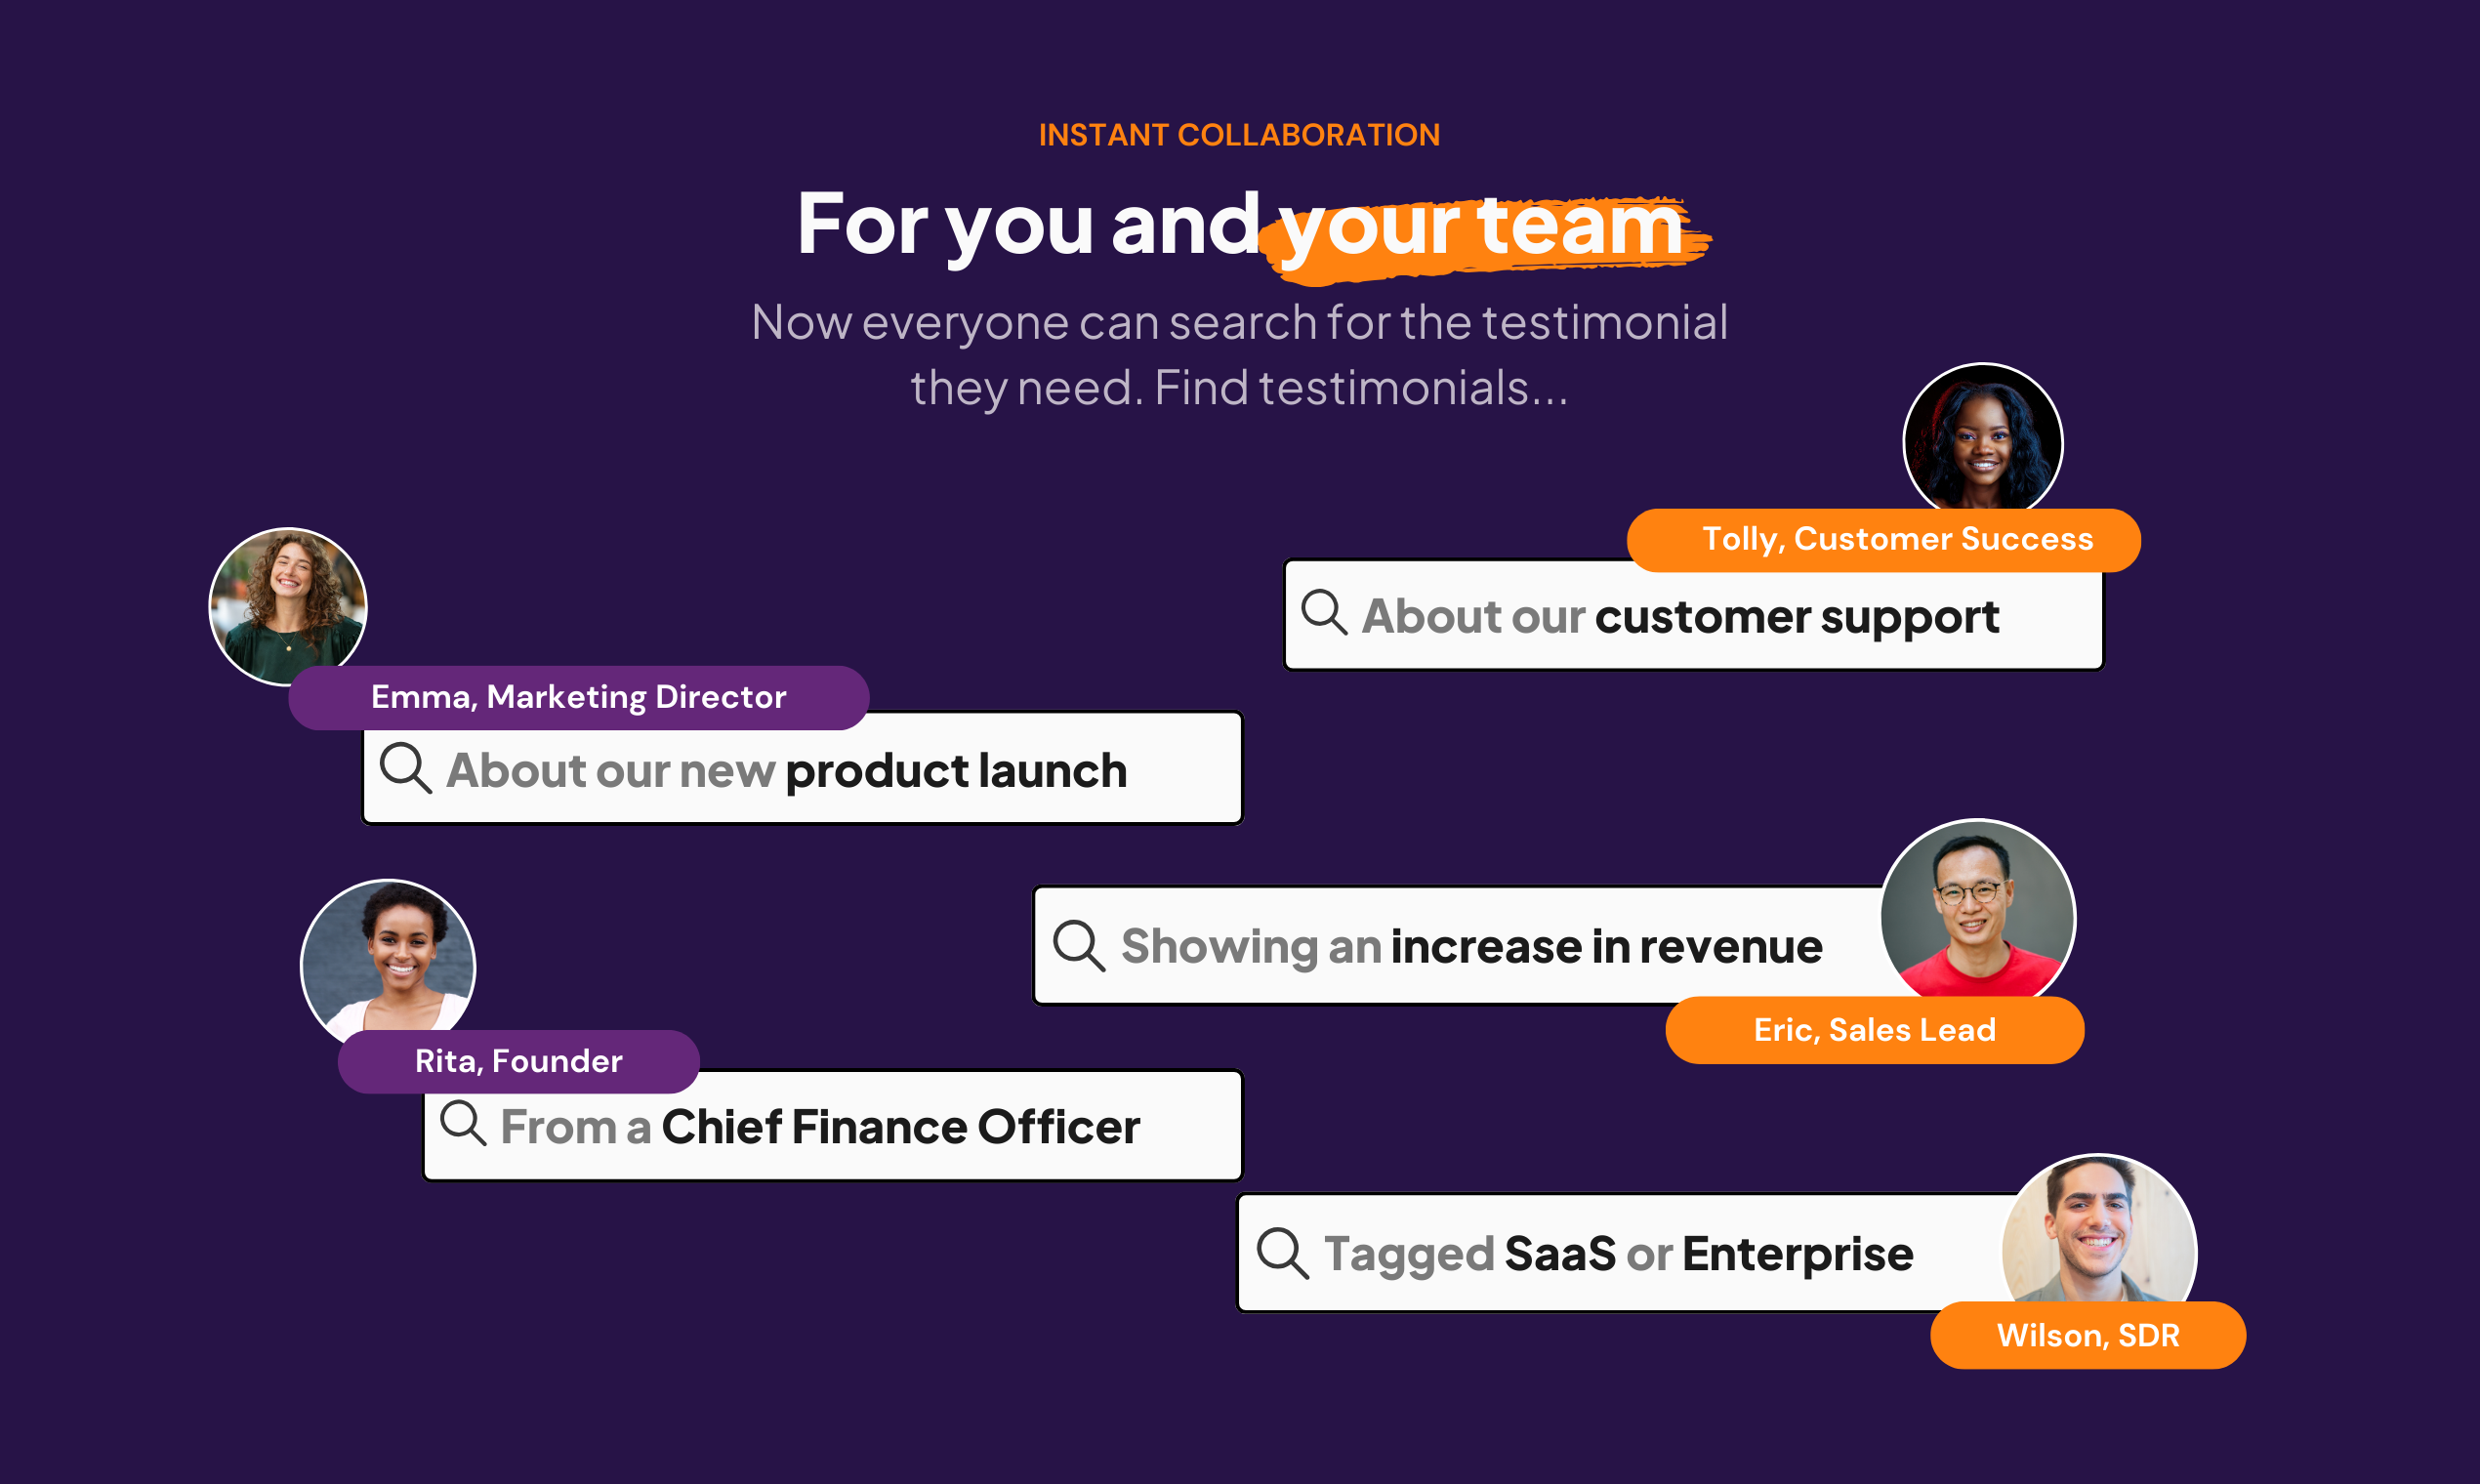 INSTANT COLLABORATION
For you and your team
Now everyone can search for the testimonial
they need. Find testimonials...
Tolly, Customer Success
About our customer support
Emma, Marketing Director
About our new product launch
Showing an increase in revenue
Eric, Sales Lead
Rita, Founder
From a Chief Finance Officer
Tagged SaaS or Enterprise
Wilson, SDR